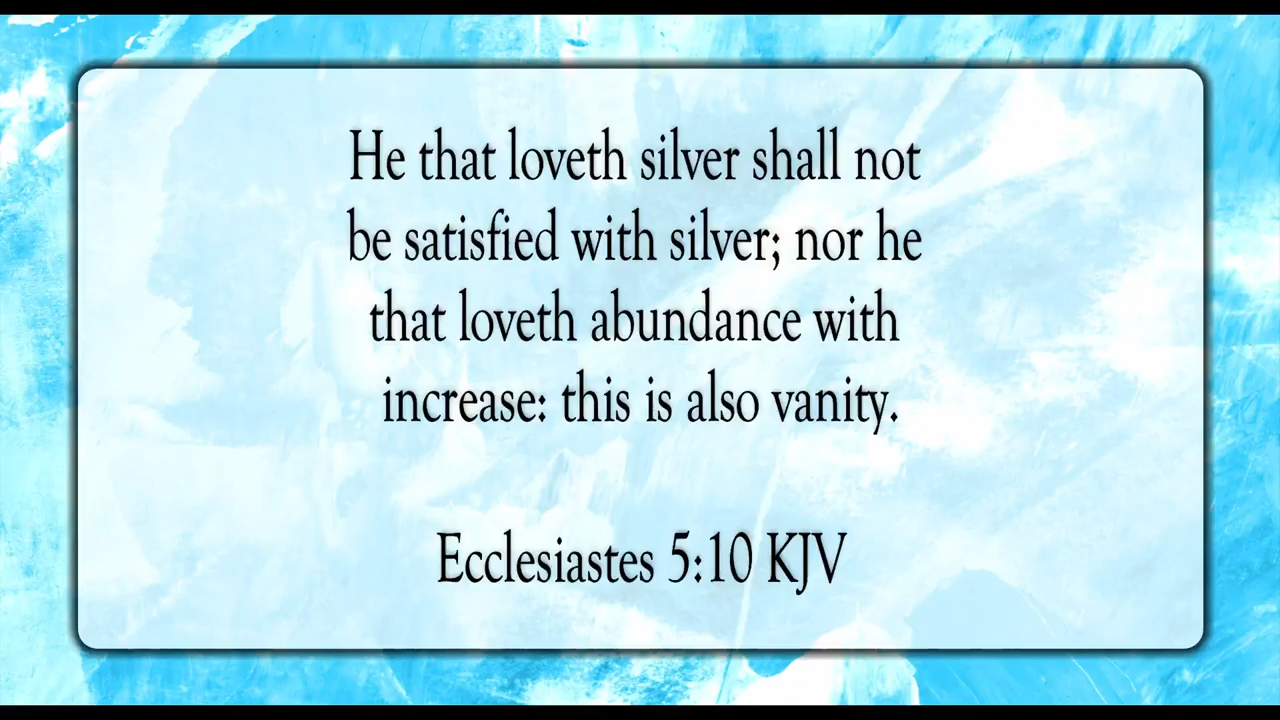 He that loveth silver shall not
be satisfied with silver; nor he
that loveth abundance with
increase: this is also vanity.
Ecclesiastes 5:10 KJV